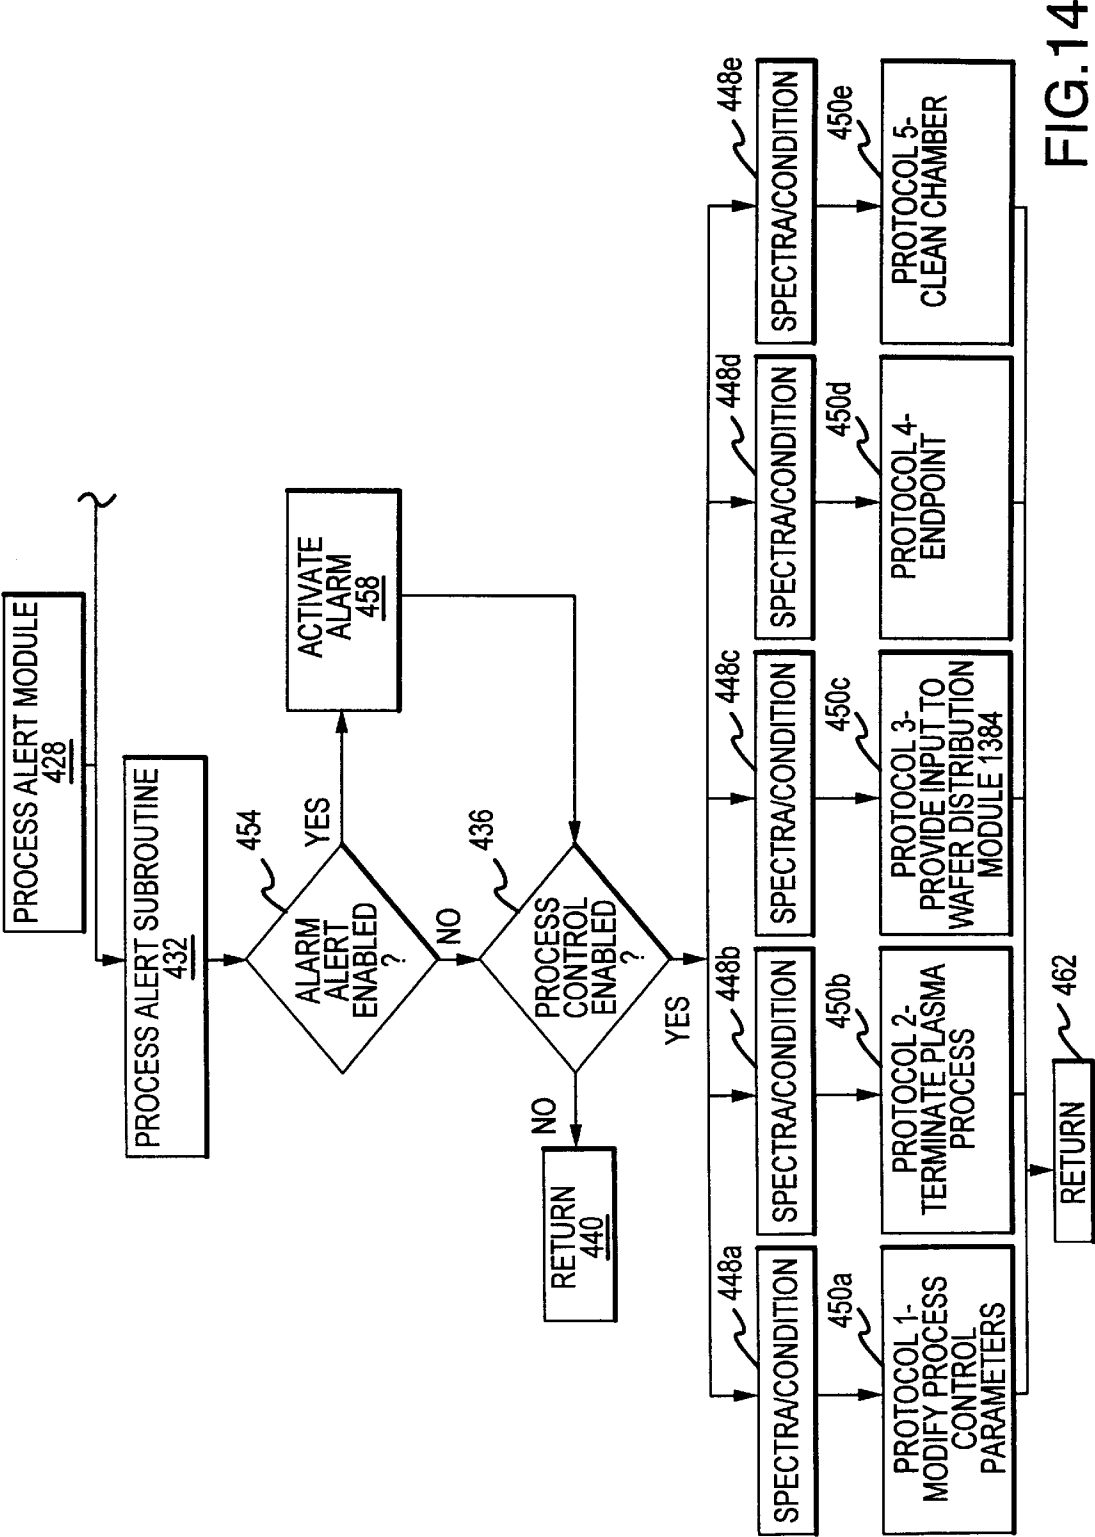 PROCESS ALERT MODULE
428
PROCESS ALERT SUBROUTINE
432
454
ALARM
ALERT
ENABLED
?
YES
ACTIVATE
ALARM
458
NO
436
PROCESS
CONTROL
ENABLED
?
NO
RETURN
440
YES
448a
SPECTRA/CONDITION
448b
SPECTRA/CONDITION
448c
SPECTRA/CONDITION
448d
SPECTRA/CONDITION
448e
SPECTRA/CONDITION
450a
PROTOCOL 1-
MODIFY PROCESS
CONTROL
PARAMETERS
450b
PROTOCOL 2-
TERMINATE PLASMA
PROCESS
450c
PROTOCOL 3-
PROVIDE INPUT TO
WAFER DISTRIBUTION
MODULE 1384
450d
PROTOCOL 4-
ENDPOINT
450e
PROTOCOL 5-
CLEAN CHAMBER
RETURN
462
FIG.14